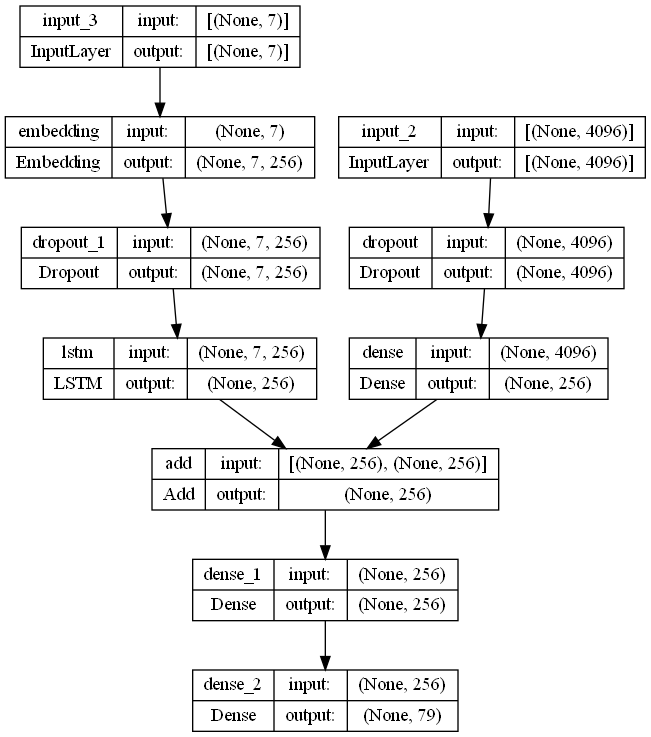 input_3 input: [(None, 7)]
InputLayer output: [(None, 7)]
embedding input: (None, 7)
Embedding output: (None, 7, 256)
input_2 input: [(None, 4096)]
InputLayer output: [(None, 4096)]
dropout_1 input: (None, 7, 256)
Dropout output: (None, 7, 256)
dropout input: (None, 4096)
Dropout output: (None, 4096)
lstm input: (None, 7, 256)
LSTM output: (None, 256)
dense input: (None, 4096)
Dense output: (None, 256)
add input: [(None, 256), (None, 256)]
Add output: (None, 256)
dense_1 input: (None, 256)
Dense output: (None, 256)
dense_2 input: (None, 256)
Dense output: (None, 79)